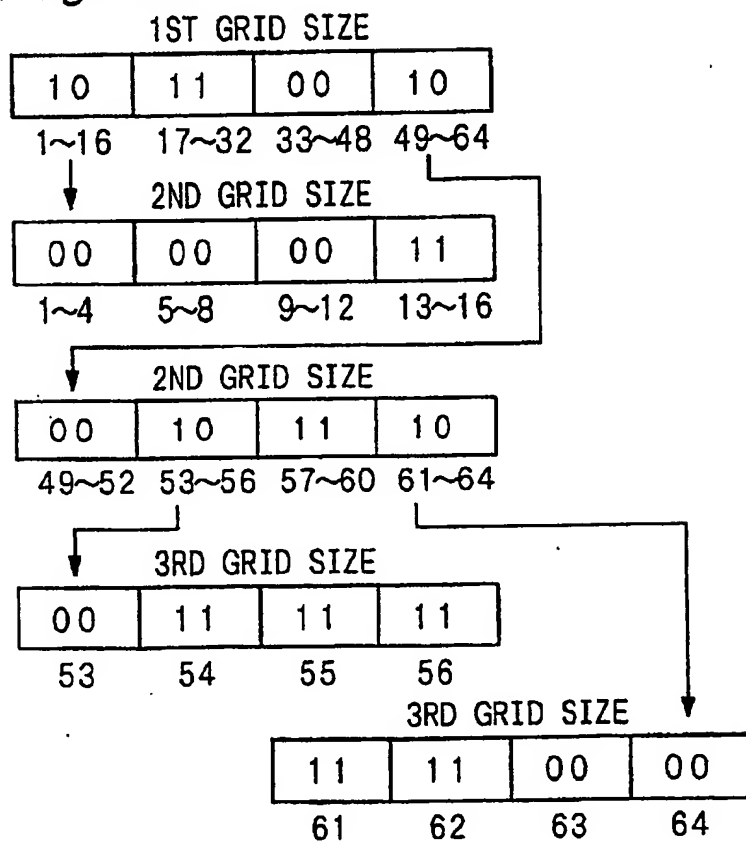 1ST GRID SIZE
10 11 00 10
1~16 17~32 33~48 49~64
2ND GRID SIZE
00 00 00 11
1~4 5~8 9~12 13~16
2ND GRID SIZE
00 10 11 10
49~52 53~56 57~60 61~64
3RD GRID SIZE
00 11 11 11
53 54 55 56
3RD GRID SIZE
11 11 00 00
61 62 63 64